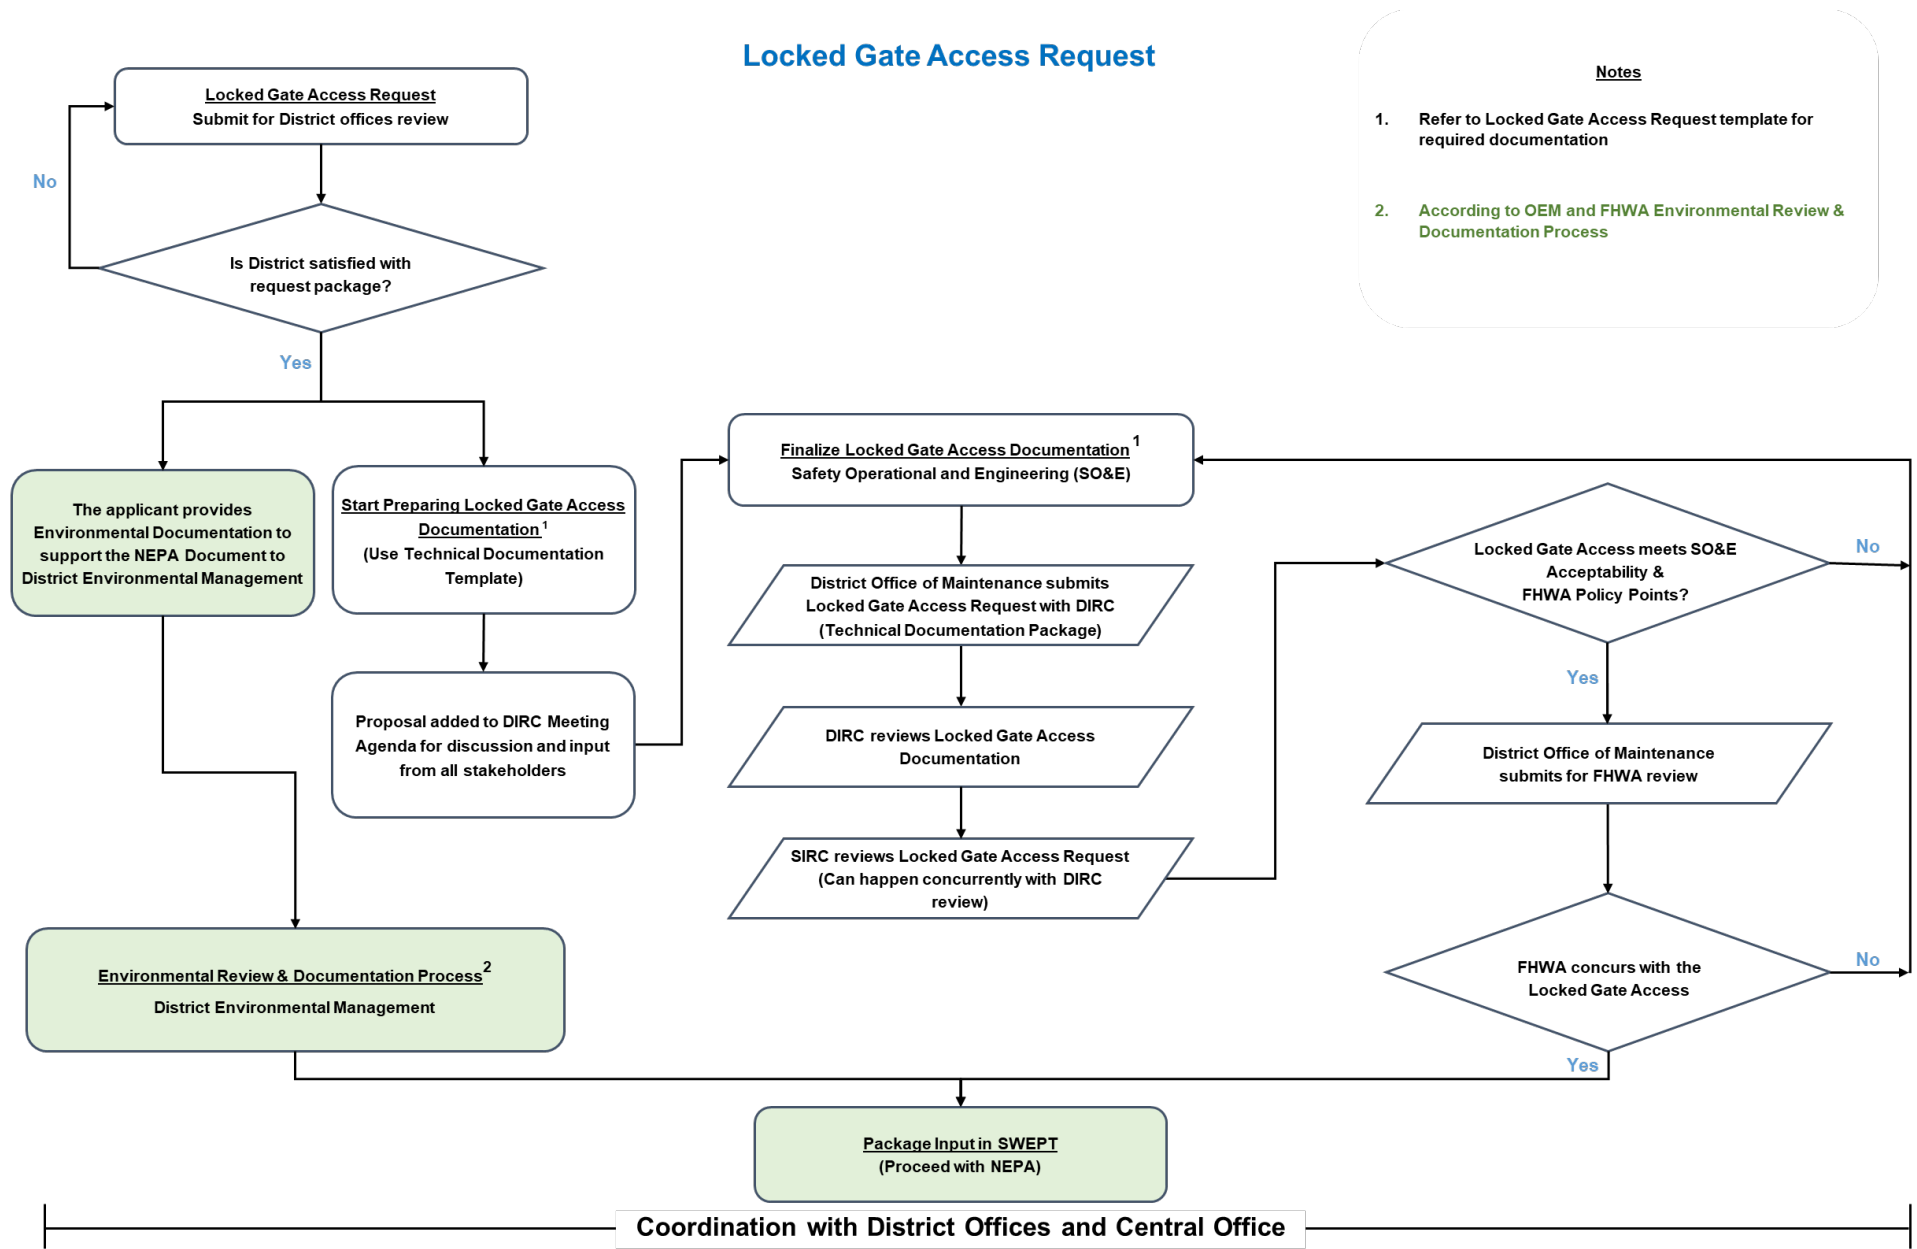 Locked Gate Access Request
Locked Gate Access Request
Submit for District offices review
No
Is District satisfied with
request package?
Yes
Notes
1. Refer to Locked Gate Access Request template for
required documentation
2. According to OEM and FHWA Environmental Review &
Documentation Process
The applicant provides
Environmental Documentation to
support the NEPA Document to
District Environmental Management
Start Preparing Locked Gate Access
Documentation 1
(Use Technical Documentation
Template)
Proposal added to DIRC Meeting
Agenda for discussion and input
from all stakeholders
Environmental Review & Documentation Process 2
District Environmental Management
Finalize Locked Gate Access Documentation 1
Safety Operational and Engineering (SO&E)
District Office of Maintenance submits
Locked Gate Access Request with DIRC
(Technical Documentation Package)
DIRC reviews Locked Gate Access
Documentation
SIRC reviews Locked Gate Access Request
(Can happen concurrently with DIRC
review)
Locked Gate Access meets SO&E
Acceptability &
FHWA Policy Points?
No
Yes
District Office of Maintenance
submits for FHWA review
FHWA concurs with the
Locked Gate Access
No
Yes
Package Input in SWEPT
(Proceed with NEPA)
Coordination with District Offices and Central Office